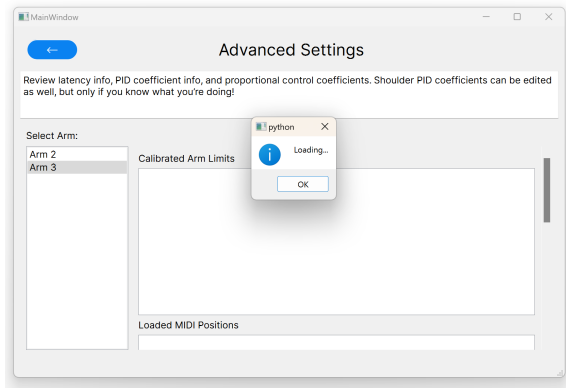 MainWindow
Advanced Settings
Review latency info, PID coefficient info, and proportional control coefficients. Shoulder PID coefficients can be edited
as well, but only if you know what you're doing!
python
Loading...
OK
Select Arm:
Arm 2
Arm 3
Calibrated Arm Limits
Loaded MIDI Positions